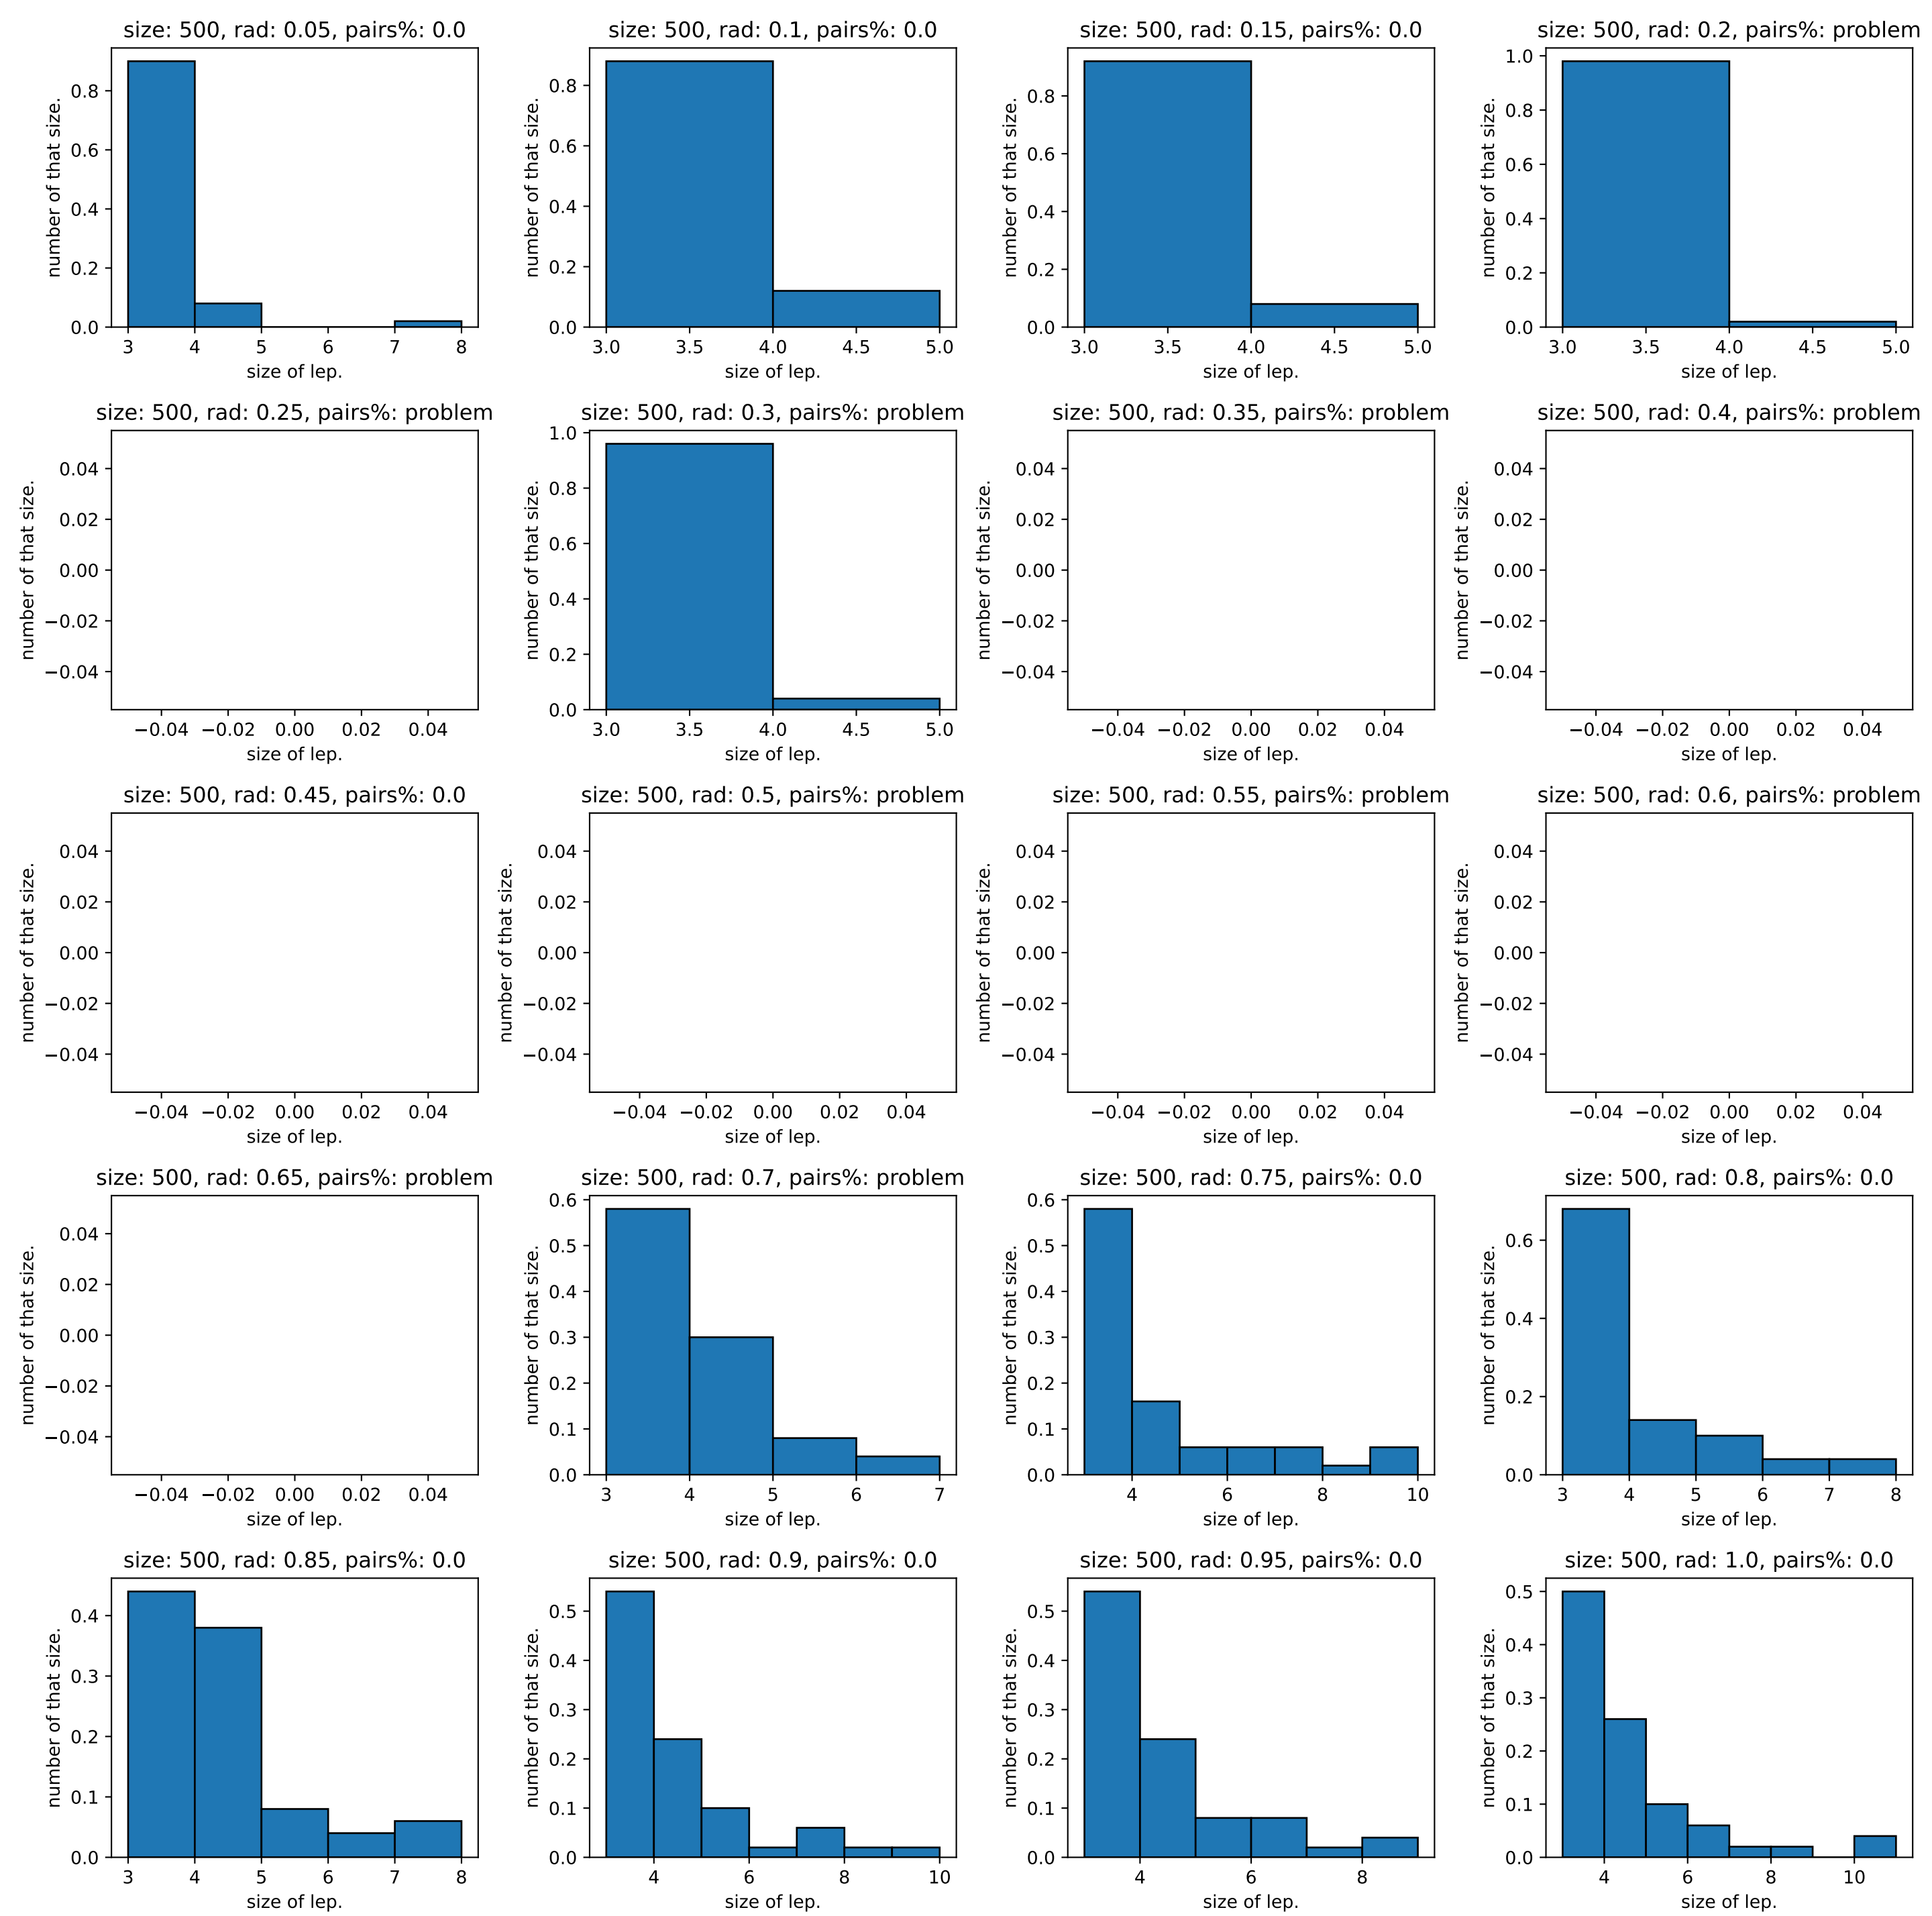 size: 500, rad: 0.05, pairs%: 0.0
number of that size.
0.8
0.6
0.4
0.2
0.0
3 4 5 6 7 8
size of lep.
size: 500, rad: 0.1, pairs%: 0.0
number of that size.
0.8
0.6
0.4
0.2
0.0
3.0 3.5 4.0 4.5 5.0
size of lep.
size: 500, rad: 0.15, pairs%: 0.0
number of that size.
0.8
0.6
0.4
0.2
0.0
3.0 3.5 4.0 4.5 5.0
size of lep.
size: 500, rad: 0.2, pairs%: problem
number of that size.
1.0
0.8
0.6
0.4
0.2
0.0
3.0 3.5 4.0 4.5 5.0
size of lep.
size: 500, rad: 0.25, pairs%: problem
number of that size.
0.04
0.02
0.00
−0.02
−0.04
−0.04 −0.02 0.00 0.02 0.04
size of lep.
size: 500, rad: 0.3, pairs%: problem
number of that size.
1.0
0.8
0.6
0.4
0.2
0.0
3.0 3.5 4.0 4.5 5.0
size of lep.
size: 500, rad: 0.35, pairs%: problem
number of that size.
0.04
0.02
0.00
−0.02
−0.04
−0.04 −0.02 0.00 0.02 0.04
size of lep.
size: 500, rad: 0.4, pairs%: problem
number of that size.
0.04
0.02
0.00
−0.02
−0.04
−0.04 −0.02 0.00 0.02 0.04
size of lep.
size: 500, rad: 0.45, pairs%: 0.0
number of that size.
0.04
0.02
0.00
−0.02
−0.04
−0.04 −0.02 0.00 0.02 0.04
size of lep.
size: 500, rad: 0.5, pairs%: problem
number of that size.
0.04
0.02
0.00
−0.02
−0.04
−0.04 −0.02 0.00 0.02 0.04
size of lep.
size: 500, rad: 0.55, pairs%: problem
number of that size.
0.04
0.02
0.00
−0.02
−0.04
−0.04 −0.02 0.00 0.02 0.04
size of lep.
size: 500, rad: 0.6, pairs%: problem
number of that size.
0.04
0.02
0.00
−0.02
−0.04
−0.04 −0.02 0.00 0.02 0.04
size of lep.
size: 500, rad: 0.65, pairs%: problem
number of that size.
0.04
0.02
0.00
−0.02
−0.04
−0.04 −0.02 0.00 0.02 0.04
size of lep.
size: 500, rad: 0.7, pairs%: problem
number of that size.
0.6
0.5
0.4
0.3
0.2
0.1
0.0
3 4 5 6 7
size of lep.
size: 500, rad: 0.75, pairs%: 0.0
number of that size.
0.6
0.5
0.4
0.3
0.2
0.1
0.0
4 6 8 10
size of lep.
size: 500, rad: 0.8, pairs%: 0.0
number of that size.
0.6
0.4
0.2
0.0
3 4 5 6 7 8
size of lep.
size: 500, rad: 0.85, pairs%: 0.0
number of that size.
0.4
0.3
0.2
0.1
0.0
3 4 5 6 7 8
size of lep.
size: 500, rad: 0.9, pairs%: 0.0
number of that size.
0.5
0.4
0.3
0.2
0.1
0.0
4 6 8 10
size of lep.
size: 500, rad: 0.95, pairs%: 0.0
number of that size.
0.5
0.4
0.3
0.2
0.1
0.0
4 6 8
size of lep.
size: 500, rad: 1.0, pairs%: 0.0
number of that size.
0.5
0.4
0.3
0.2
0.1
0.0
4 6 8 10
size of lep.